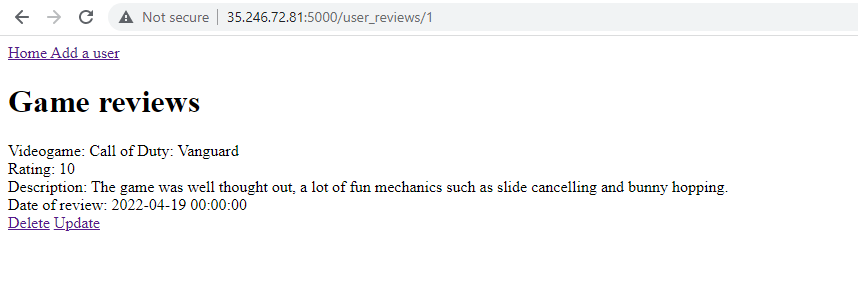 Not secure | 35.246.72.81:5000/user_reviews/1
Home Add a user
Game reviews
Videogame: Call of Duty: Vanguard
Rating: 10
Description: The game was well thought out, a lot of fun mechanics such as slide cancelling and bunny hopping.
Date of review: 2022-04-19 00:00:00
Delete Update